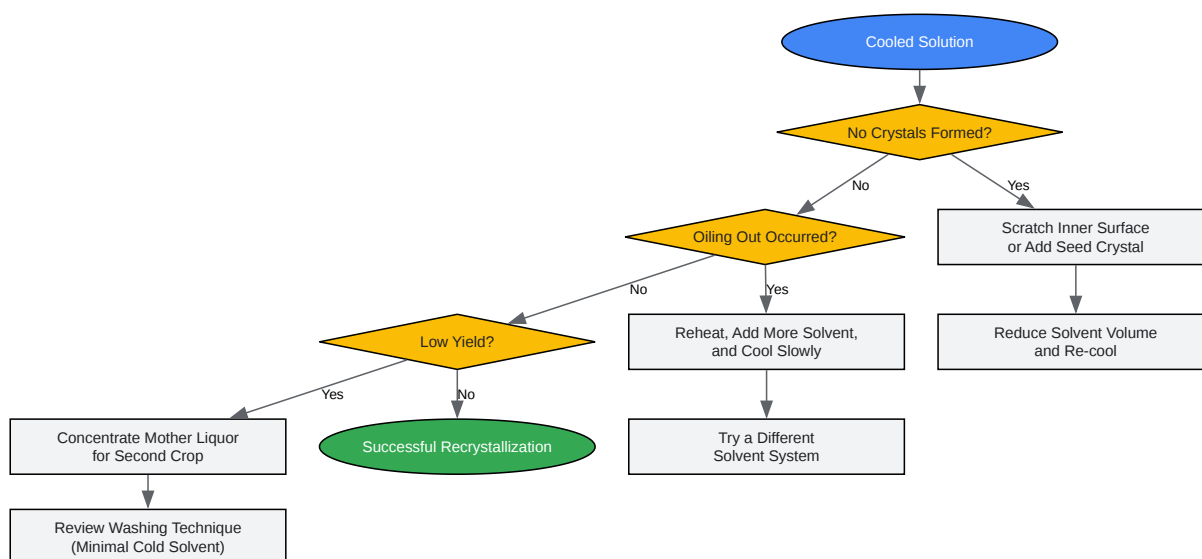 Cooled Solution
No Crystals Formed?
No
Yes
Oiling Out Occurred?
Scratch Inner Surface
or Add Seed Crystal
No
Yes
Low Yield?
Reheat, Add More Solvent,
and Cool Slowly
Reduce Solvent Volume
and Re-cool
Yes
No
Concentrate Mother Liquor
for Second Crop
Successful Recrystallization
Try a Different
Solvent System
Review Washing Technique
(Minimal Cold Solvent)